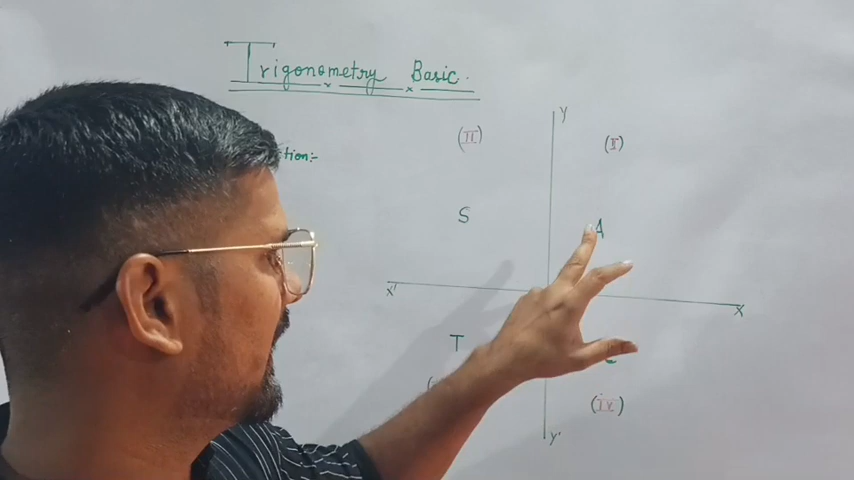 Trigonometry Basic.
tion:-
Y
(II)
S
A
X'
X
T
(IV)
Y'